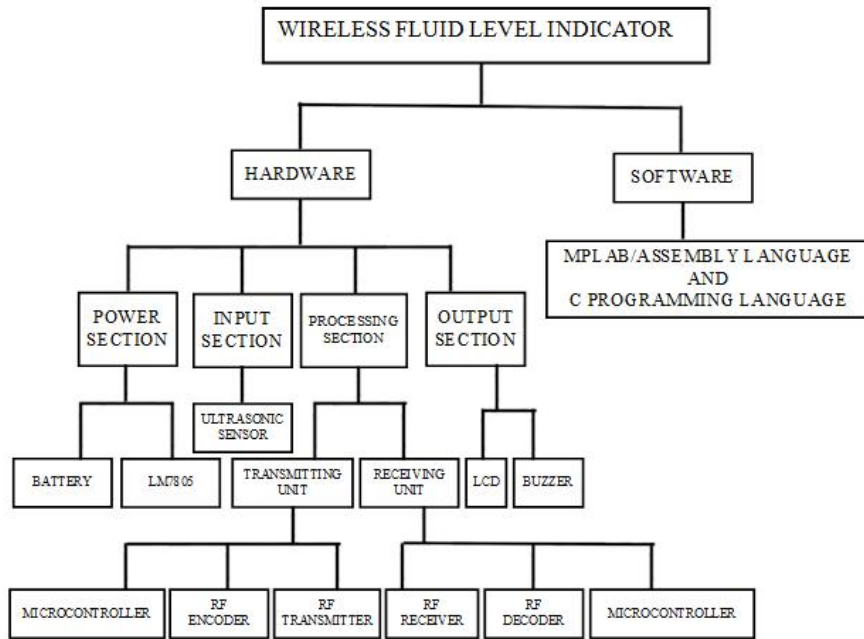 WIRELESS FLUID LEVEL INDICATOR
HARDWARE
SOFTWARE
MPLAB/ASSEMBLY LANGUAGE
AND
C PROGRAMMING LANGUAGE
POWER
SECTION
INPUT
SECTION
PROCESSING
SECTION
OUTPUT
SECTION
ULTRASONIC
SENSOR
BATTERY
LM7805
TRANSMITTING
UNIT
RECEIVING
UNIT
LCD
BUZZER
MICROCONTROLLER
RF
ENCODER
RF
TRANSMITTER
RF
RECEIVER
RF
DECODER
MICROCONTROLLER